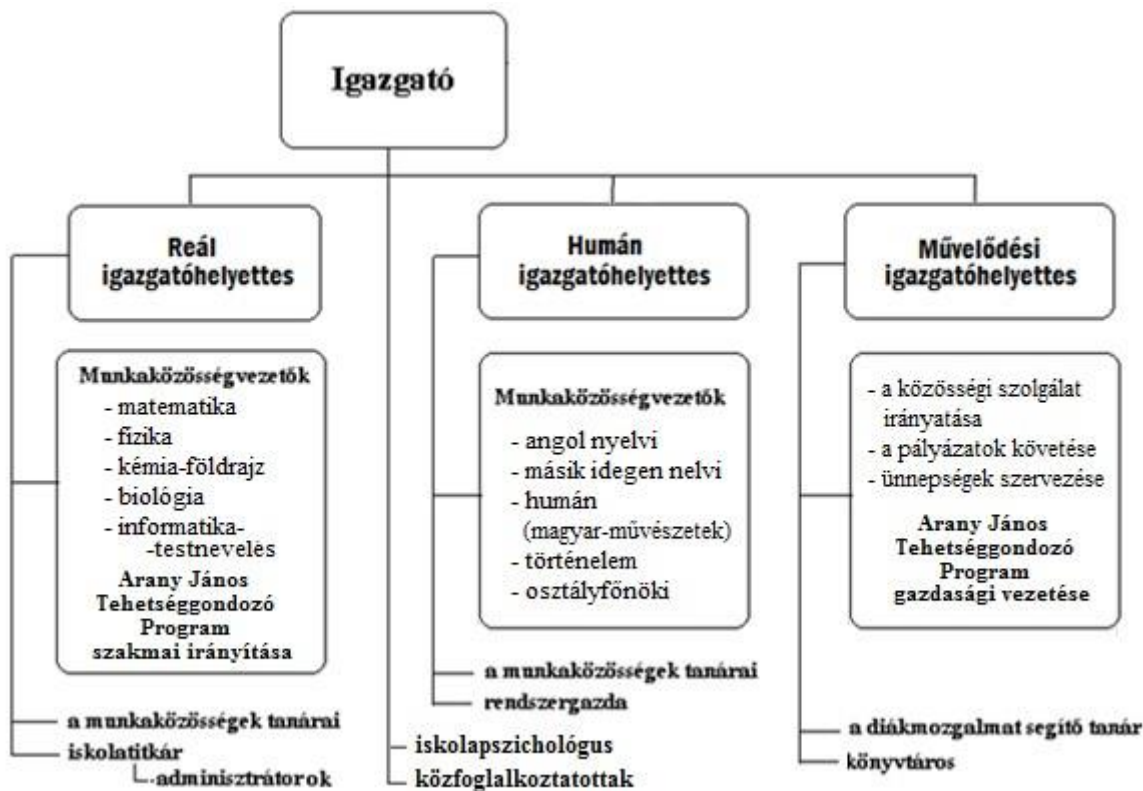 Igazgató
Reál
igazgatóhelyettes
Munkaközösségvezetők
- matematika
- fizika
- kémia-földrajz
- biológia
- informatika-
-testnevelés
Arany János
Tehetséggondozó
Program
szakmai irányítása
a munkaközösségek tanárai
iskolatitkár
adminisztrátorok
iskolapszichológus
közfoglalkoztatottak
Humán
igazgatóhelyettes
Munkaközösségvezetők
- angol nyelvi
- másik idegen nelvi
- humán
(magyar-művészetek)
- történelem
- osztályfőnöki
a munkaközösségek tanárai
rendszergazda
Művelődési
igazgatóhelyettes
- a közösségi szolgálat
irányatása
- a pályázatok követése
- ünnepségek szervezése
Arany János
Tehetséggondozó
Program
gazdasági vezetése
a diákmozgalmat segítő tanár
könyvtáros